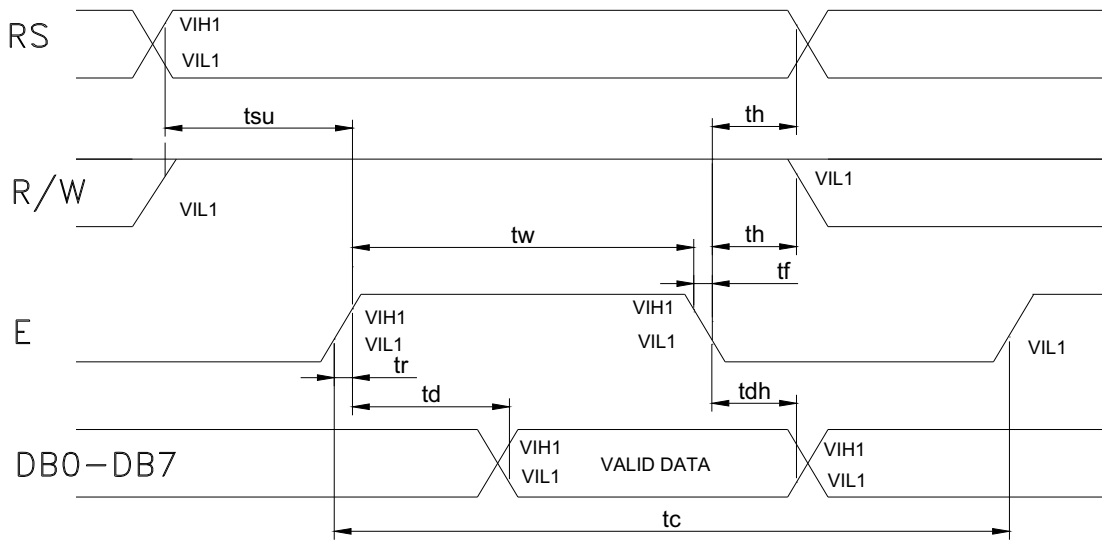 RS
VIH1
VIL1
tsu
th
R/W
VIL1
VIL1
tw
th
tf
E
VIH1
VIL1
VIH1
VIL1
VIL1
tr
td
tdh
DB0-DB7
VIH1
VIL1
VALID DATA
VIH1
VIL1
tc